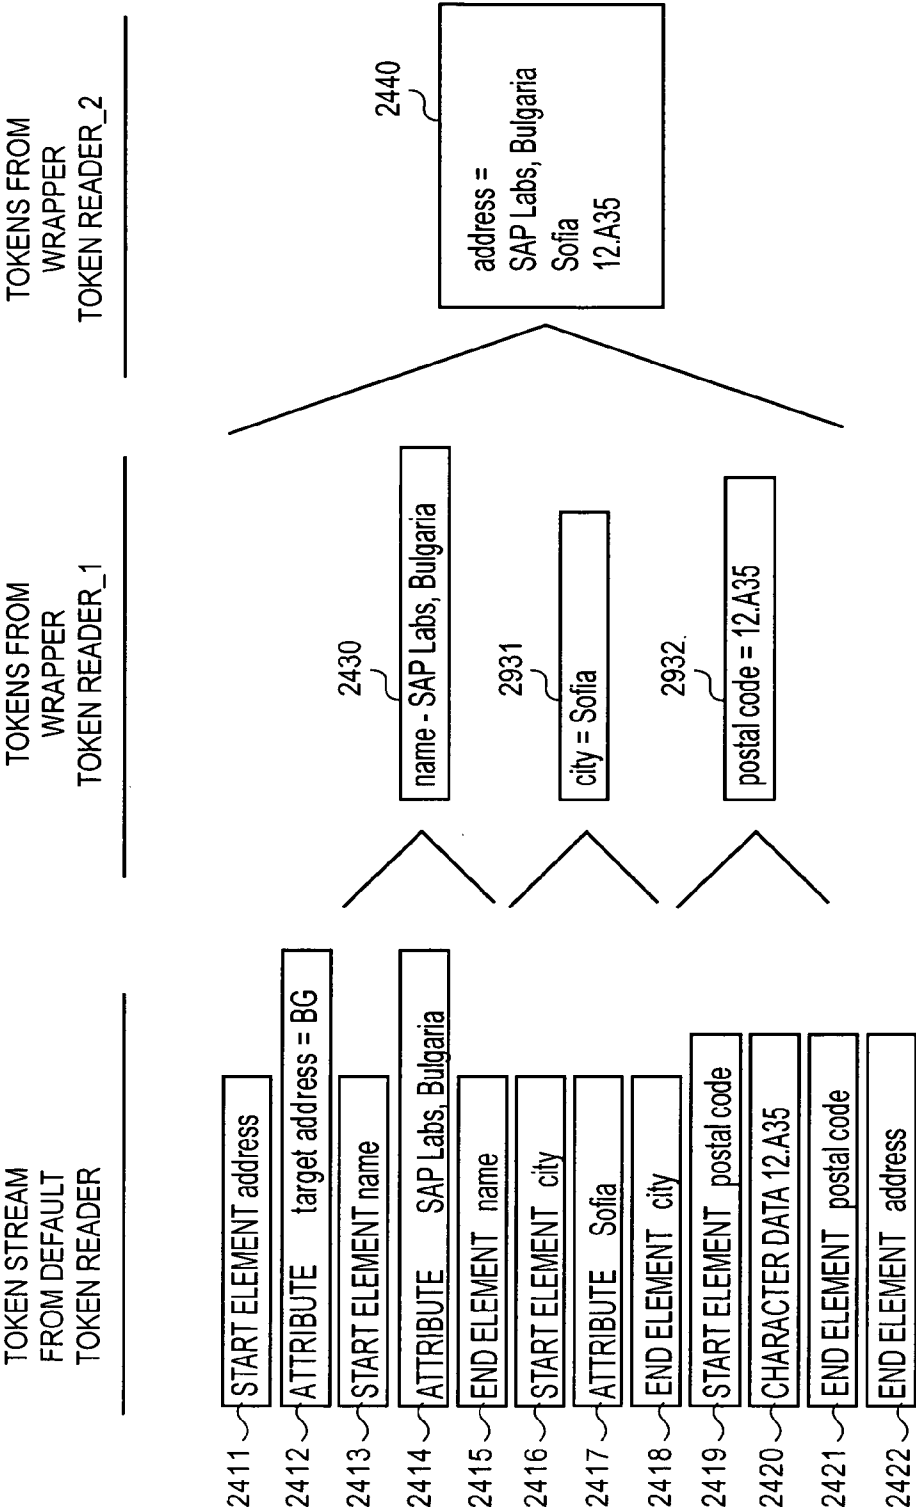 TOKEN STREAM
FROM DEFAULT
TOKEN READER
2411 START ELEMENT address
2412 ATTRIBUTE target address = BG
2413 START ELEMENT name
2414 ATTRIBUTE SAP Labs, Bulgaria
2415 END ELEMENT name
2416 START ELEMENT city
2417 ATTRIBUTE Sofia
2418 END ELEMENT city
2419 START ELEMENT postal code
2420 CHARACTER DATA 12.A35
2421 END ELEMENT postal code
2422 END ELEMENT address
TOKENS FROM
WRAPPER
TOKEN READER_1
2430
name - SAP Labs, Bulgaria
2931
city = Sofia
2932.
postal code = 12.A35
TOKENS FROM
WRAPPER
TOKEN READER_2
2440
address =
SAP Labs, Bulgaria
Sofia
12.A35